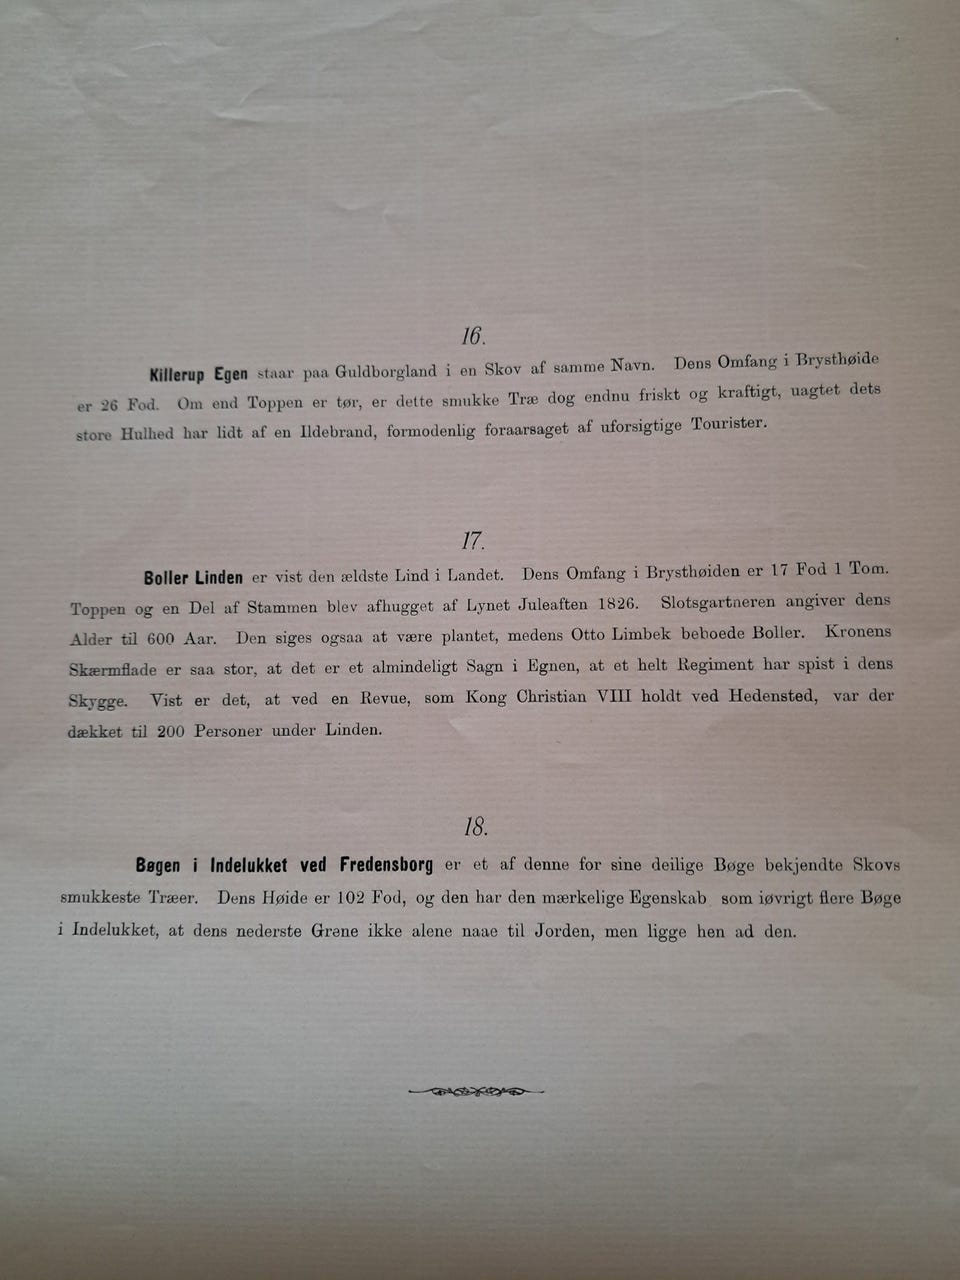 16.
Killerup Egen staar paa Guldborgland i en Skov af samme Navn. Dens Omfang i Brysthøide
er 26 Fod. Om end Toppen er tør, er dette smukke Træ dog endnu friskt og kraftigt, uagtet dets
store Hulhed har lidt af en Ildebrand, formodenlig foraarsaget af uforsigtige Tourister.
17.
Boller Linden er vist den ældste Lind i Landet. Dens Omfang i Brysthøiden er 17 Fod 1 Tom.
Toppen og en Del af Stammen blev afhugget af Lynet Juleaften 1826. Slotsgartneren angiver dens
Alder til 600 Aar. Den siges ogsaa at være plantet, medens Otto Limbek beboede Boller. Kronens
Skærmflade er saa stor, at det er et almindeligt Sagn i Egnen, at et helt Regiment har spist i dens
Skygge. Vist er det, at ved en Revue, som Kong Christian VIII holdt ved Hedensted, var der
dækket til 200 Personer under Linden.
18.
Bøgen i Indelukket ved Fredensborg er et af denne for sine deilige Bøge bekjendte Skovs
smukkeste Træer. Dens Høide er 102 Fod, og den har den mærkelige Egenskab som iøvrigt flere Bøge
i Indelukket, at dens nederste Grene ikke alene naae til Jorden, men ligge hen ad den.